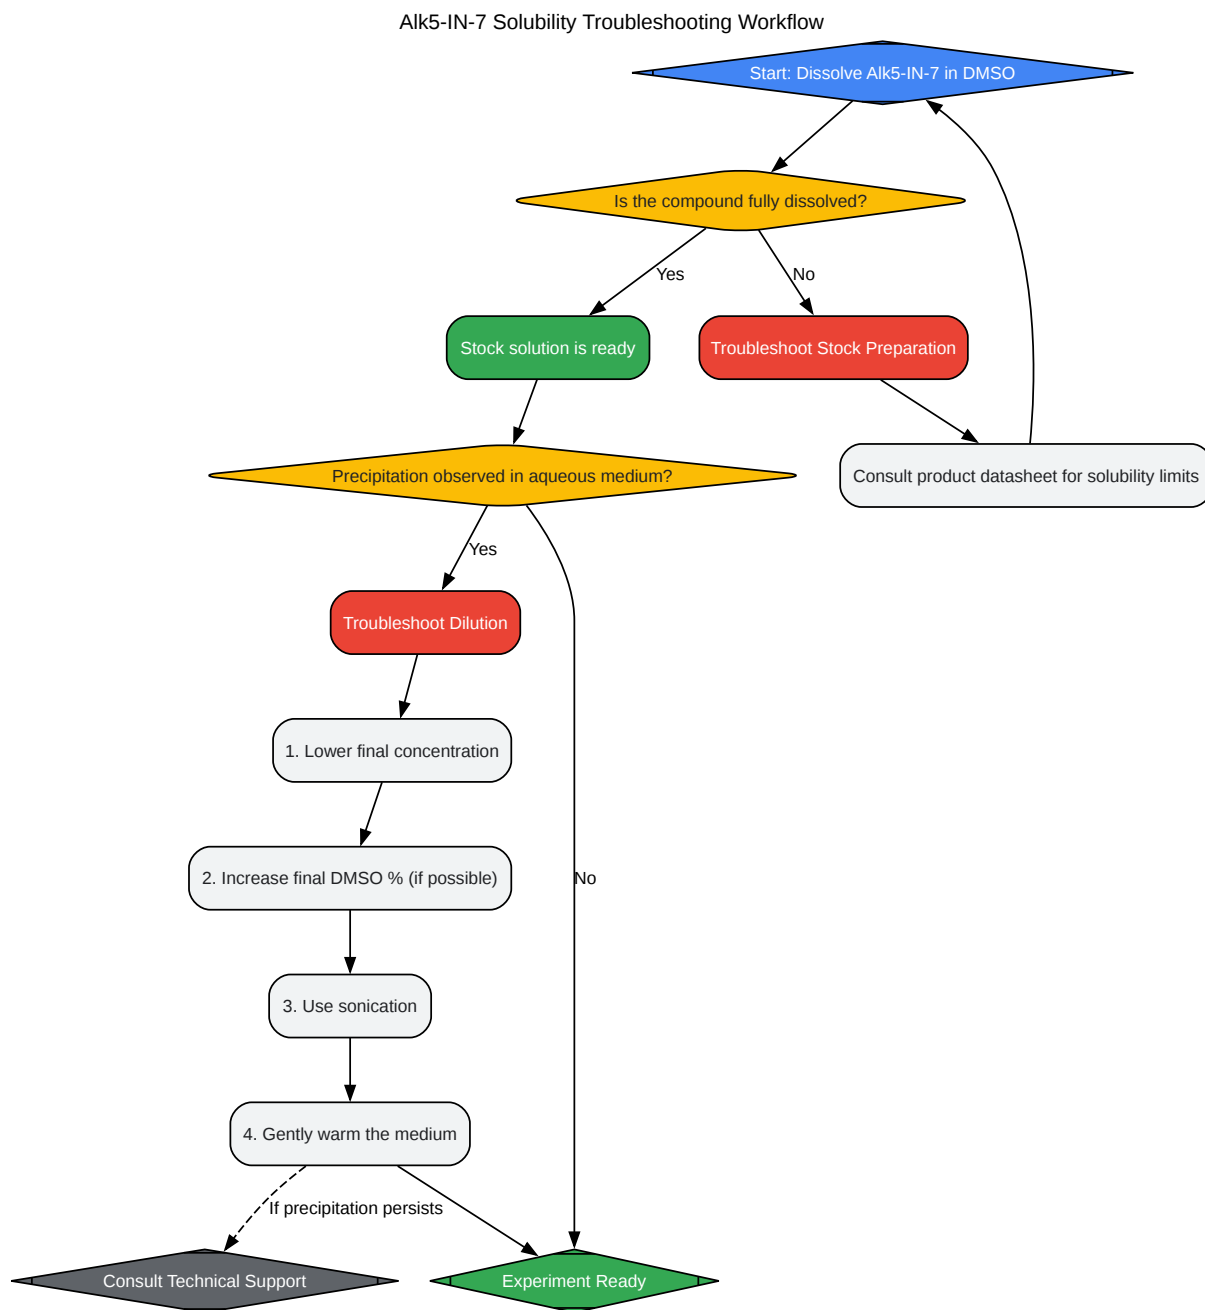 Alk5-IN-7 Solubility Troubleshooting Workflow
Start: Dissolve Alk5-IN-7 in DMSO
Is the compound fully dissolved?
Yes
No
Stock solution is ready
Troubleshoot Stock Preparation
Precipitation observed in aqueous medium?
Consult product datasheet for solubility limits
Yes
Troubleshoot Dilution
1. Lower final concentration
2. Increase final DMSO % (if possible)
No
3. Use sonication
4. Gently warm the medium
If precipitation persists
Consult Technical Support
Experiment Ready